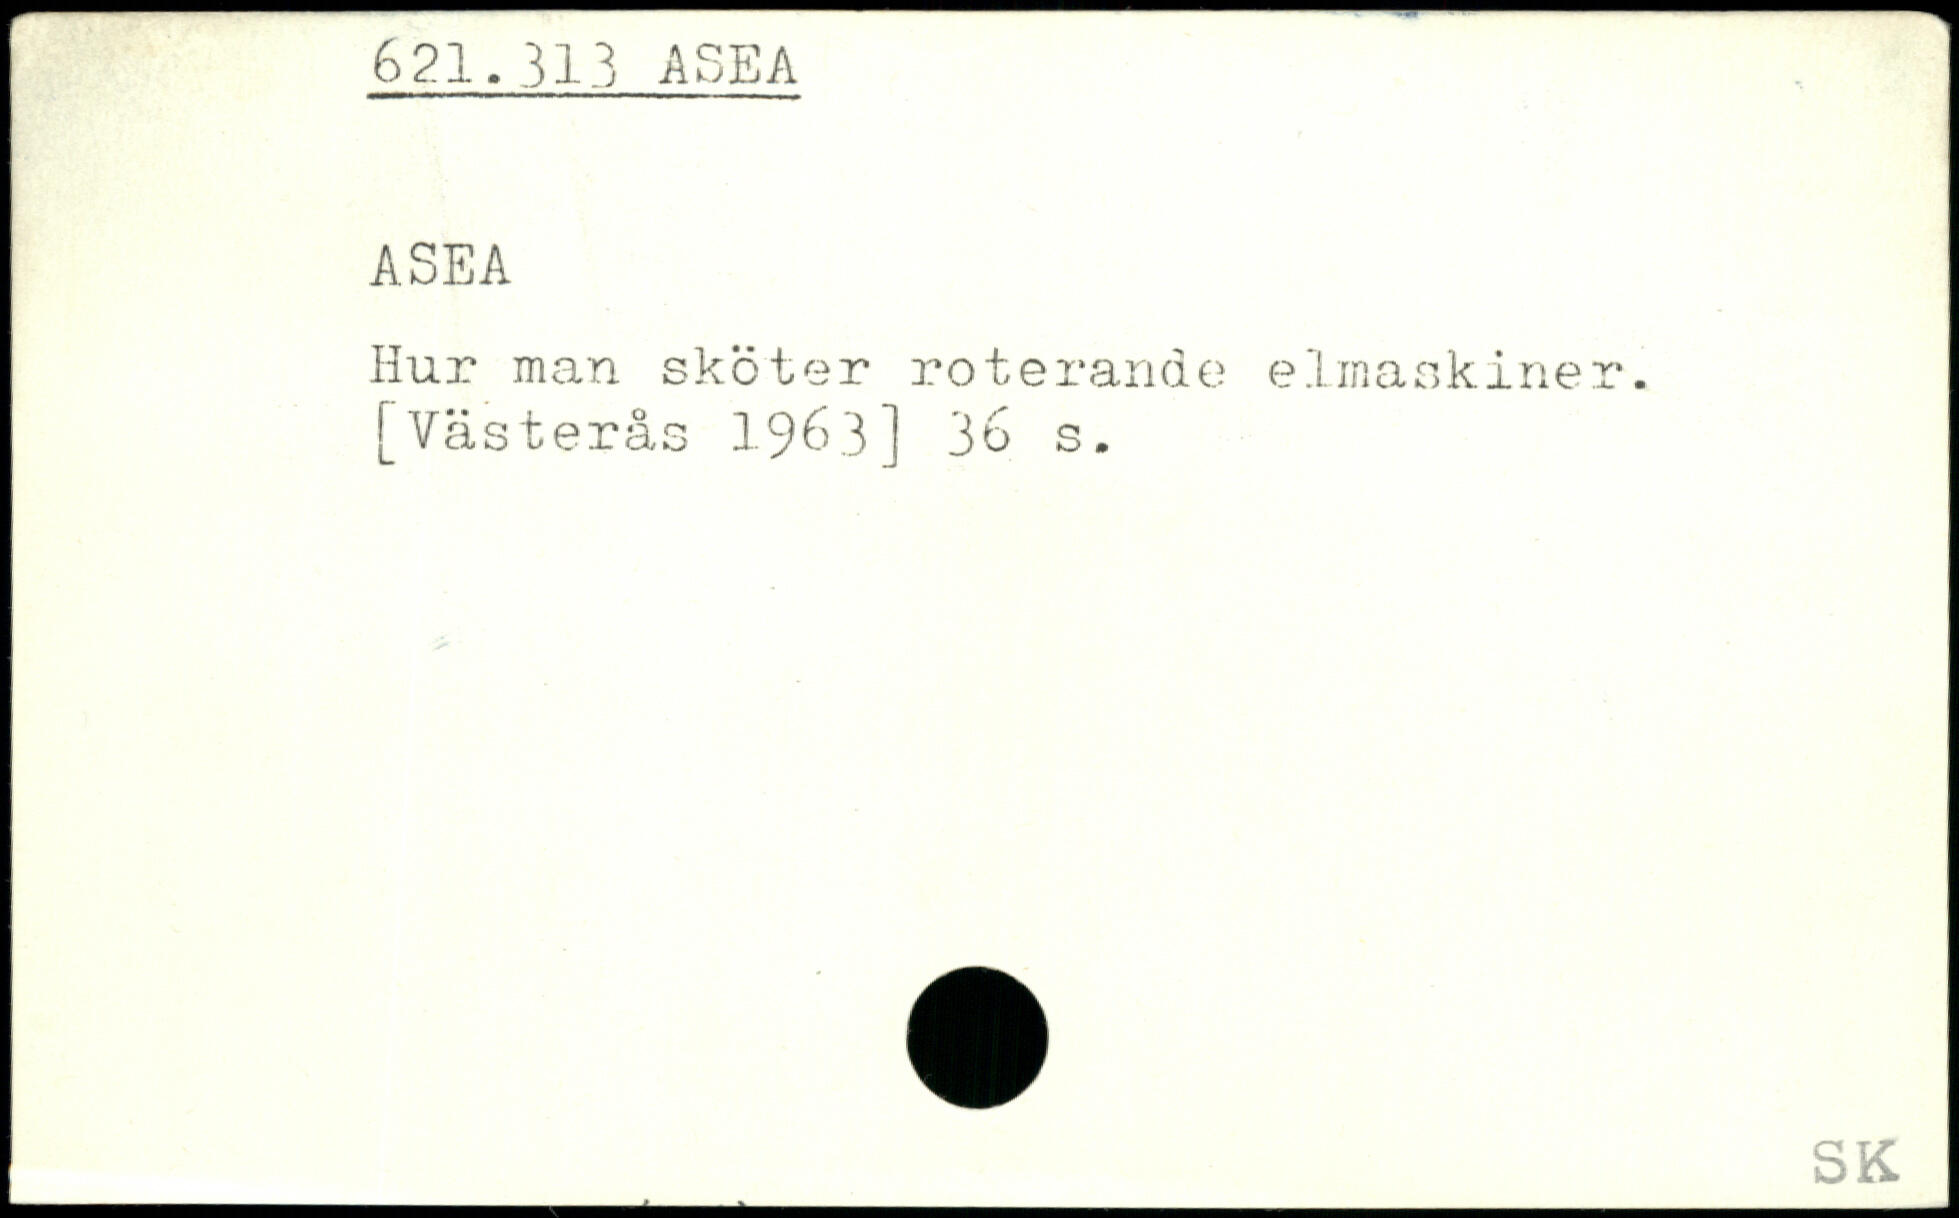 621.313 ASEA
ASEA
Hur man sköter roterande elmaskiner.
[Västerås 1963] 36 s.
SK